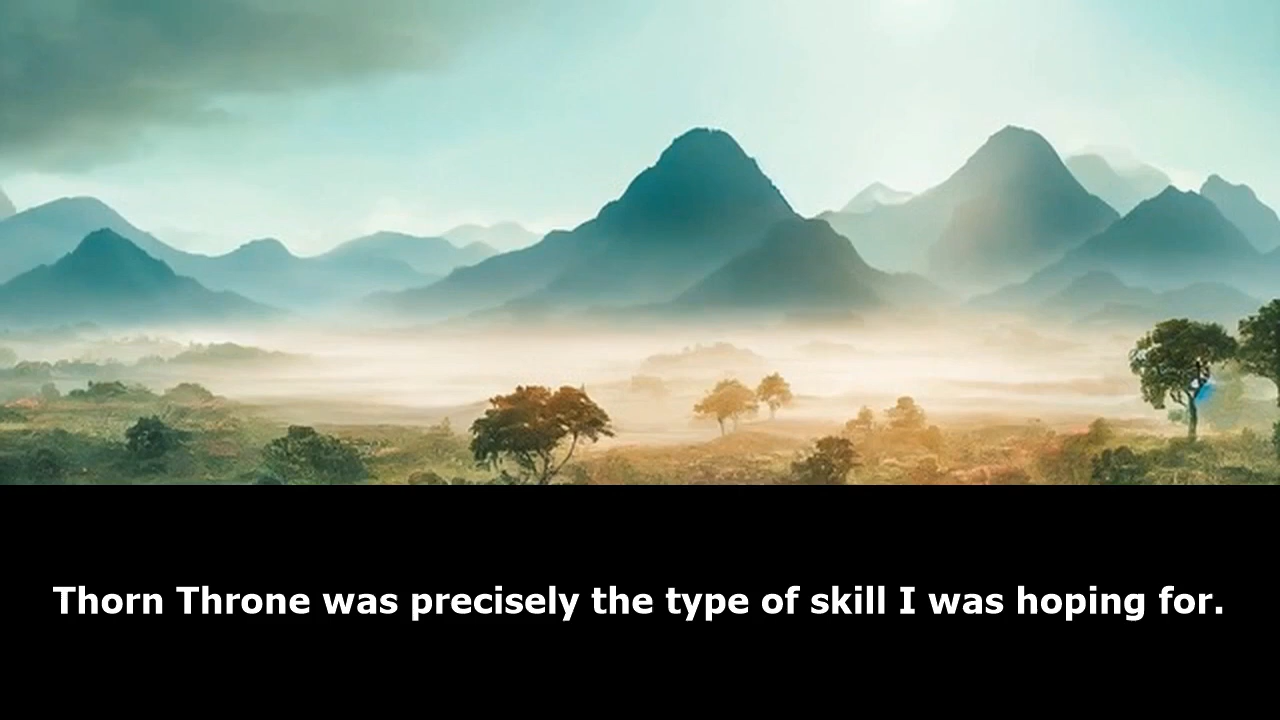 Thorn Throne was precisely the type of skill I was hoping for.